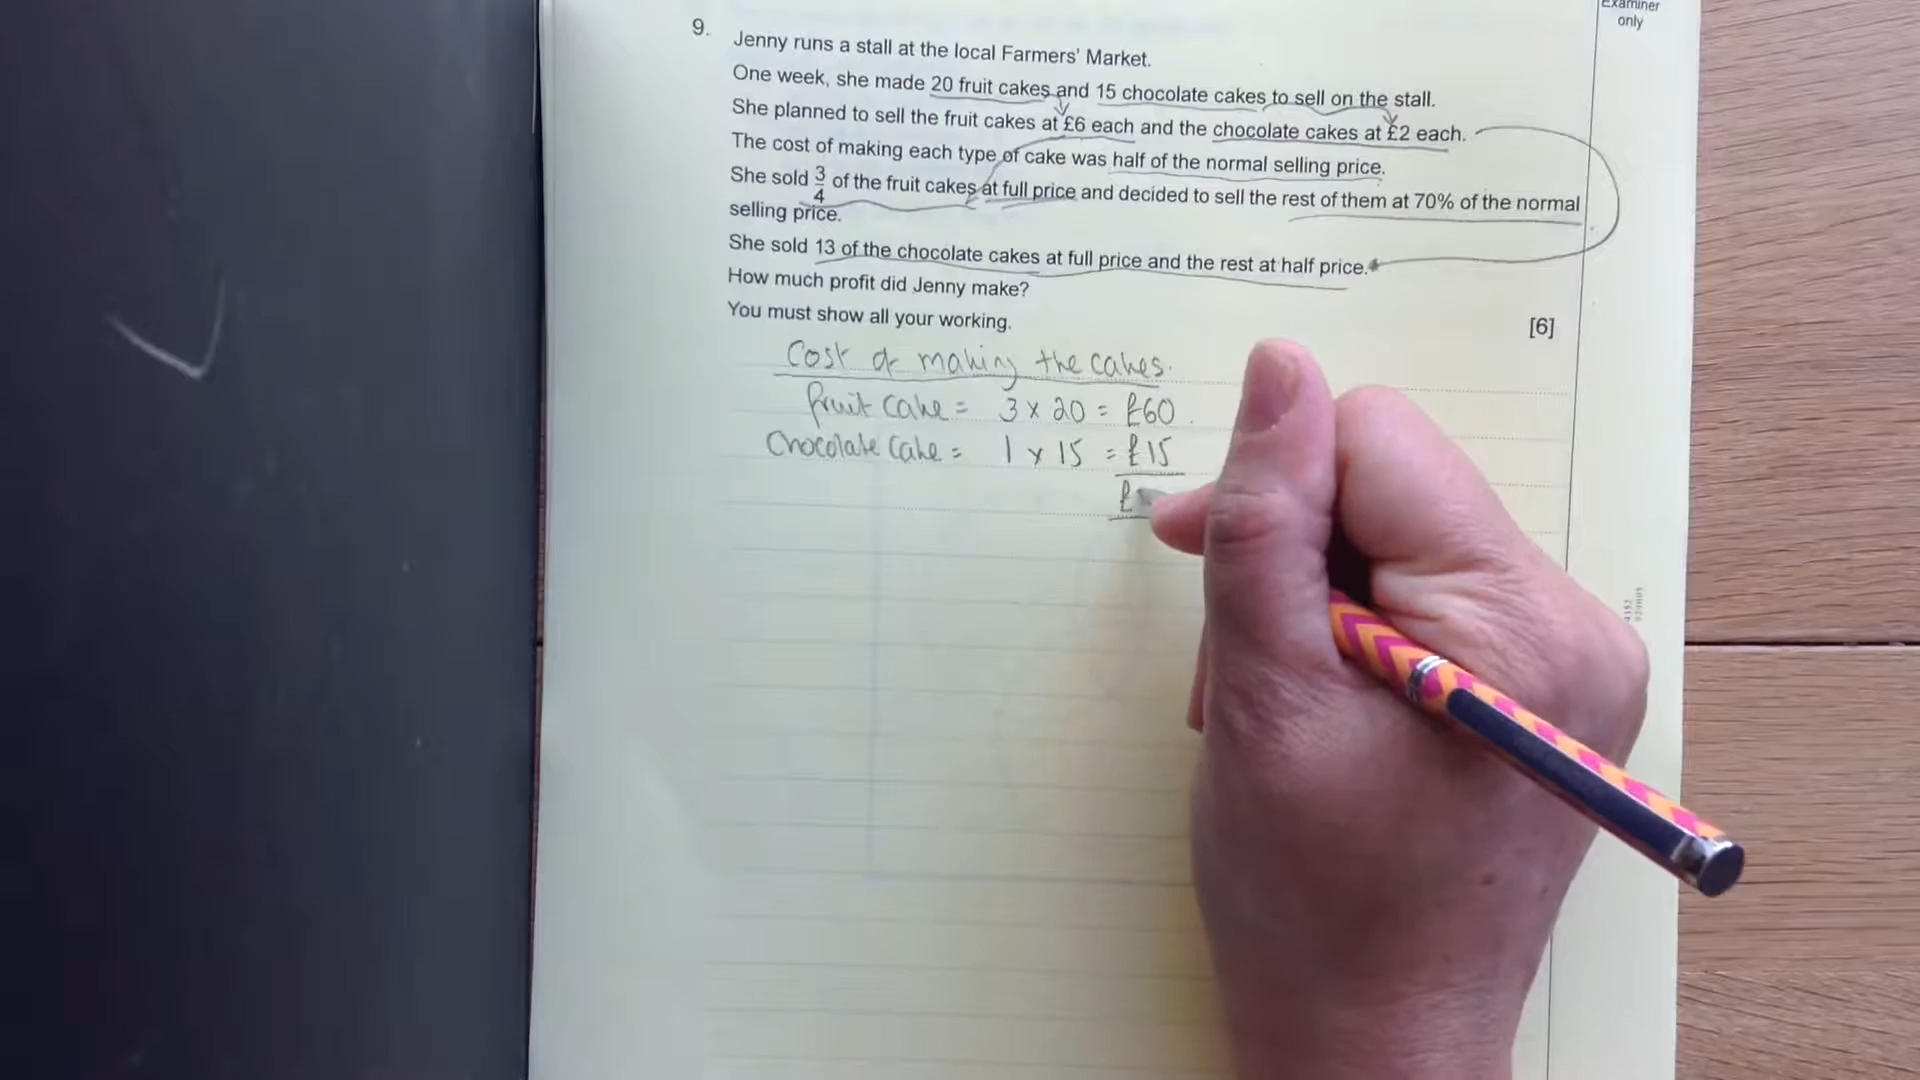 Examiner
only
9.
Jenny runs a stall at the local Farmers' Market.
One week, she made 20 fruit cakes and 15 chocolate cakes to sell on the stall.
She planned to sell the fruit cakes at £6 each and the chocolate cakes at £2 each.
The cost of making each type of cake was half of the normal selling price.
She sold 3/4 of the fruit cakes at full price and decided to sell the rest of them at 70% of the normal
selling price.
She sold 13 of the chocolate cakes at full price and the rest at half price.
How much profit did Jenny make?
You must show all your working.
[6]
Cost of making the cakes.
fruit cake = 3 x 20 = £60.
Chocolate cake = 1 x 15 = £15
£